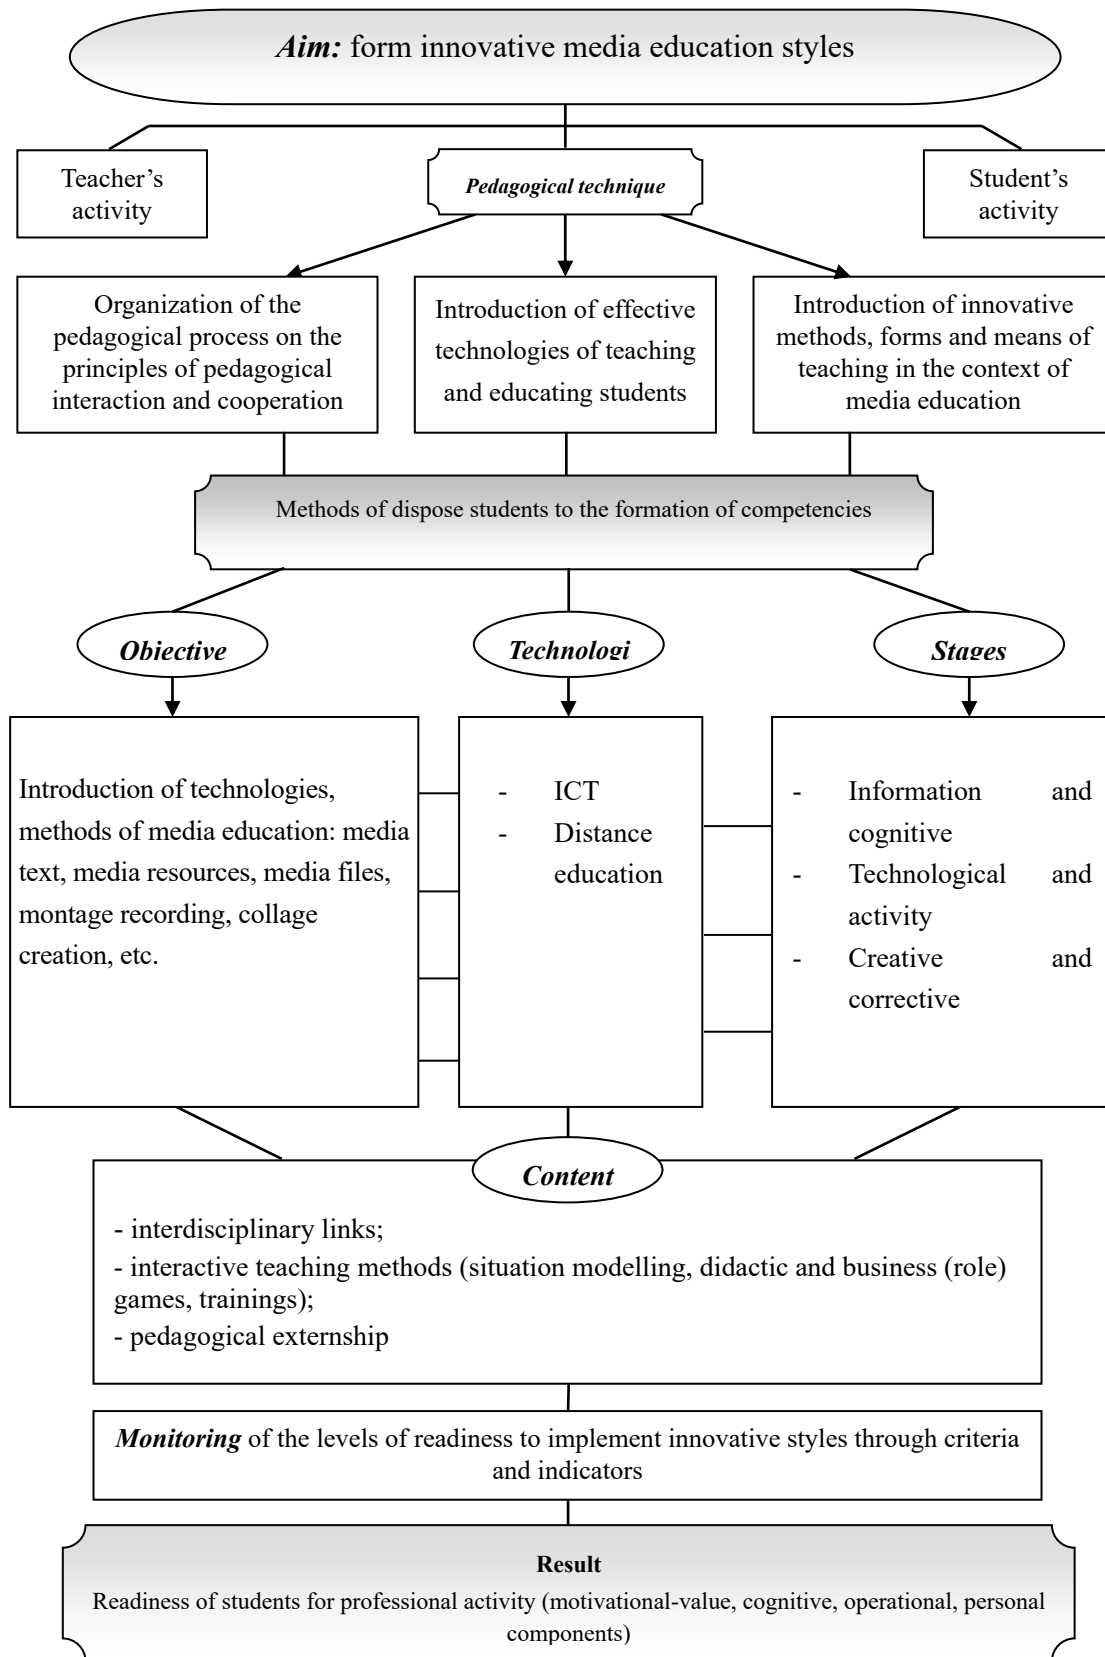 Aim: form innovative media education styles
Teacher's
activity
Pedagogical technique
Student's
activity
Organization of the
pedagogical process on the
principles of pedagogical
interaction and cooperation
Introduction of effective
technologies of teaching
and educating students
Introduction of innovative
methods, forms and means of
teaching in the context of
media education
Methods of dispose students to the formation of competencies
Objective
Technologi
Stages
Introduction of technologies,
methods of media education: media
text, media resources, media files,
montage recording, collage
creation, etc.
- ICT
- Distance
education
- Information and
cognitive
- Technological and
activity
- Creative and
corrective
Content
- interdisciplinary links;
- interactive teaching methods (situation modelling, didactic and business (role)
games, trainings);
- pedagogical externship
Monitoring of the levels of readiness to implement innovative styles through criteria
and indicators
Result
Readiness of students for professional activity (motivational-value, cognitive, operational, personal
components)